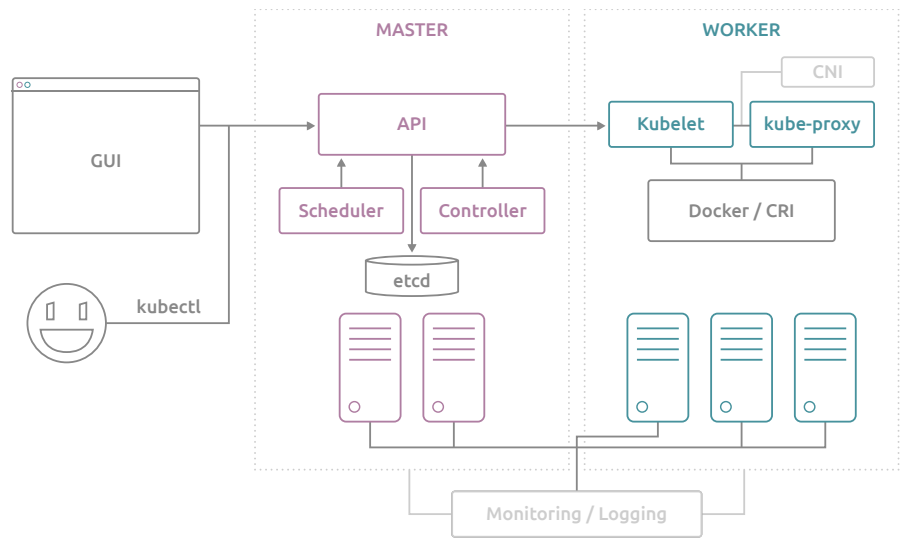 MASTER
WORKER
CNI
API
Kubelet
kube-proxy
GUI
Scheduler
Controller
Docker / CRI
etcd
kubectl
Monitoring / Logging